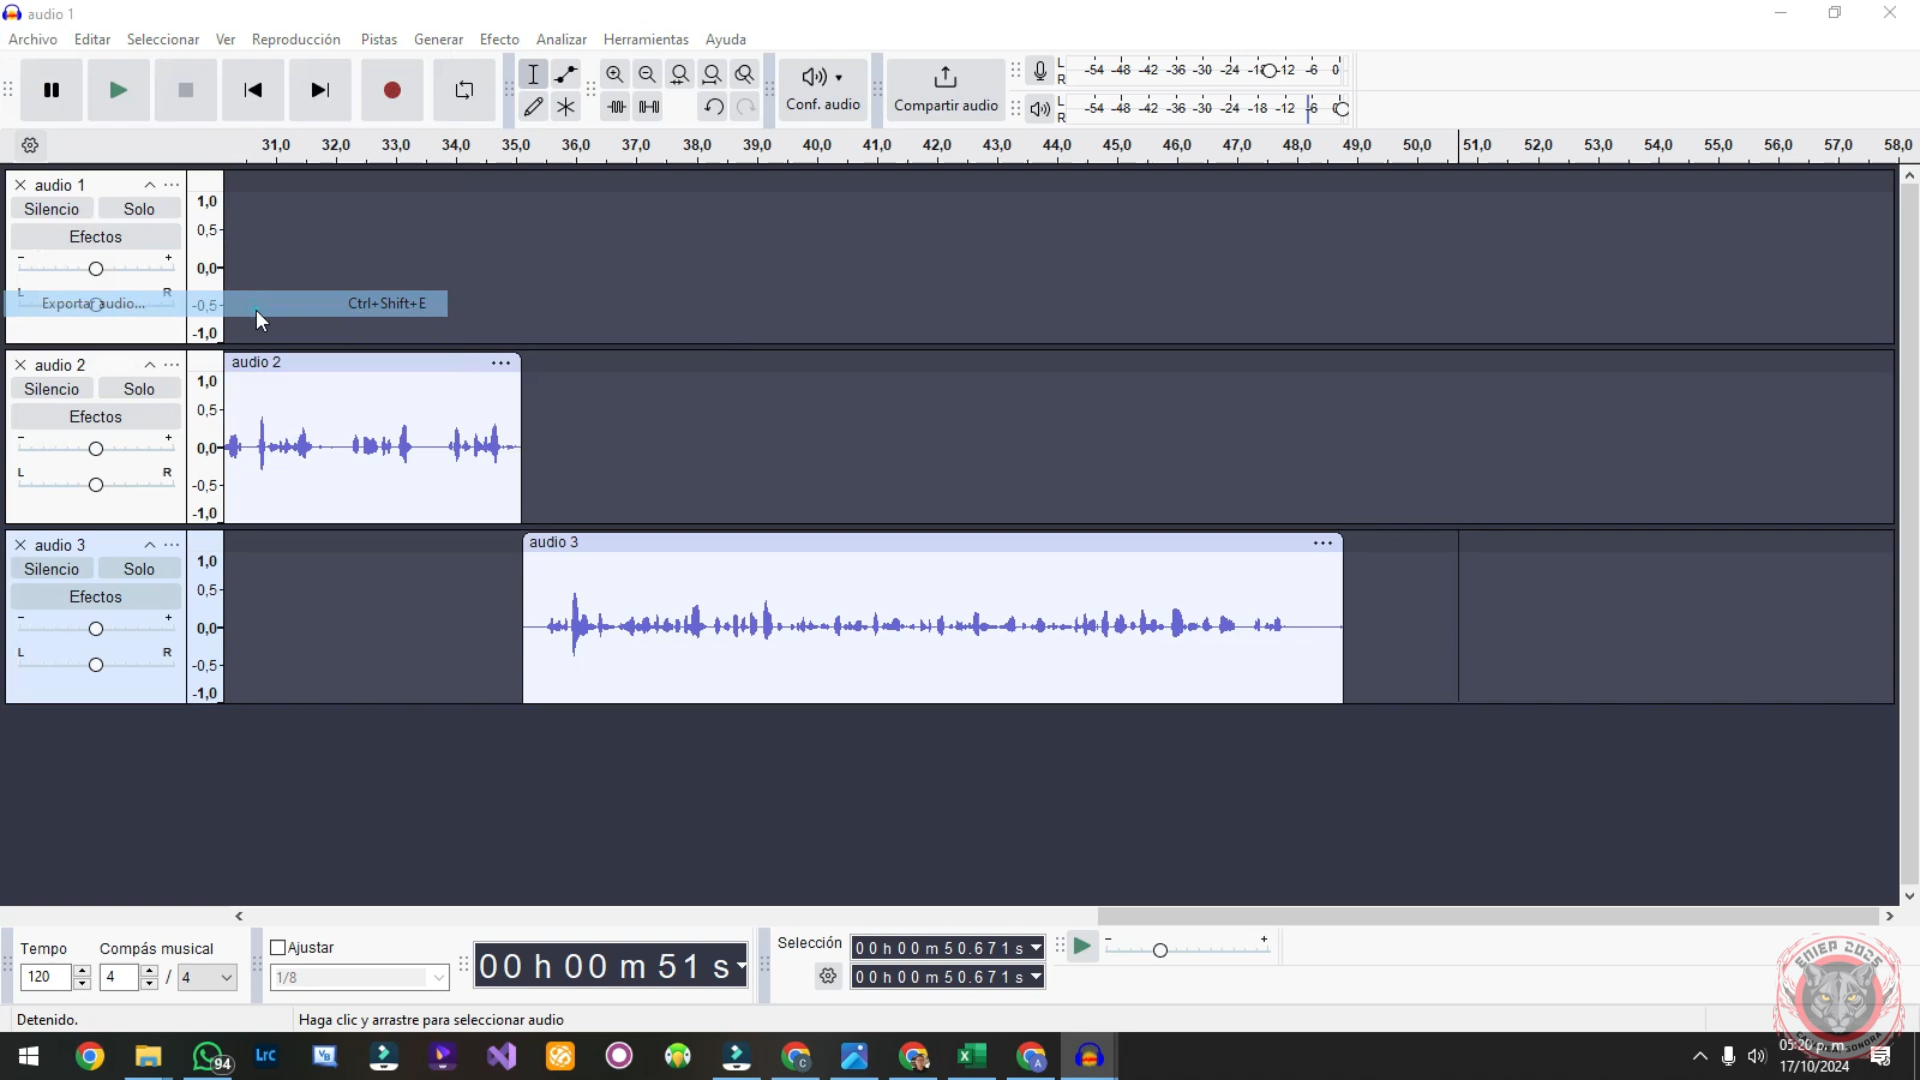 audio 1
Archivo Editar Seleccionar Ver Reproducción Pistas Generar Efecto Analizar Herramientas Ayuda
Conf. audio
Compartir audio
L
R
-54 -48 -42 -36 -30 -24 -18 -12 -6 0
L
R
-54 -48 -42 -36 -30 -24 -18 -12 -6 0
31,0 32,0 33,0 34,0 35,0 36,0 37,0 38,0 39,0 40,0 41,0 42,0 43,0 44,0 45,0 46,0 47,0 48,0 49,0 50,0 51,0 52,0 53,0 54,0 55,0 56,0 57,0 58,0
audio 1
Silencio Solo
Efectos
- +
L R
1,0
0,5
0,0
-0,5
-1,0
Exportar audio... Ctrl+Shift+E
audio 2
Silencio Solo
Efectos
- +
L R
1,0
0,5
0,0
-0,5
-1,0
audio 2
audio 3
Silencio Solo
Efectos
- +
L R
1,0
0,5
0,0
-0,5
-1,0
audio 3
Tempo
120
Compás musical
4 / 4
Ajustar
1/8
00 h 00 m 51 s
Selección
00 h 00 m 50.671 s
00 h 00 m 50.671 s
- +
Detenido.
Haga clic y arrastre para seleccionar audio
94
Lrc
VB
C
A
ENIEP 2025
05:20 p. m.
17/10/2024